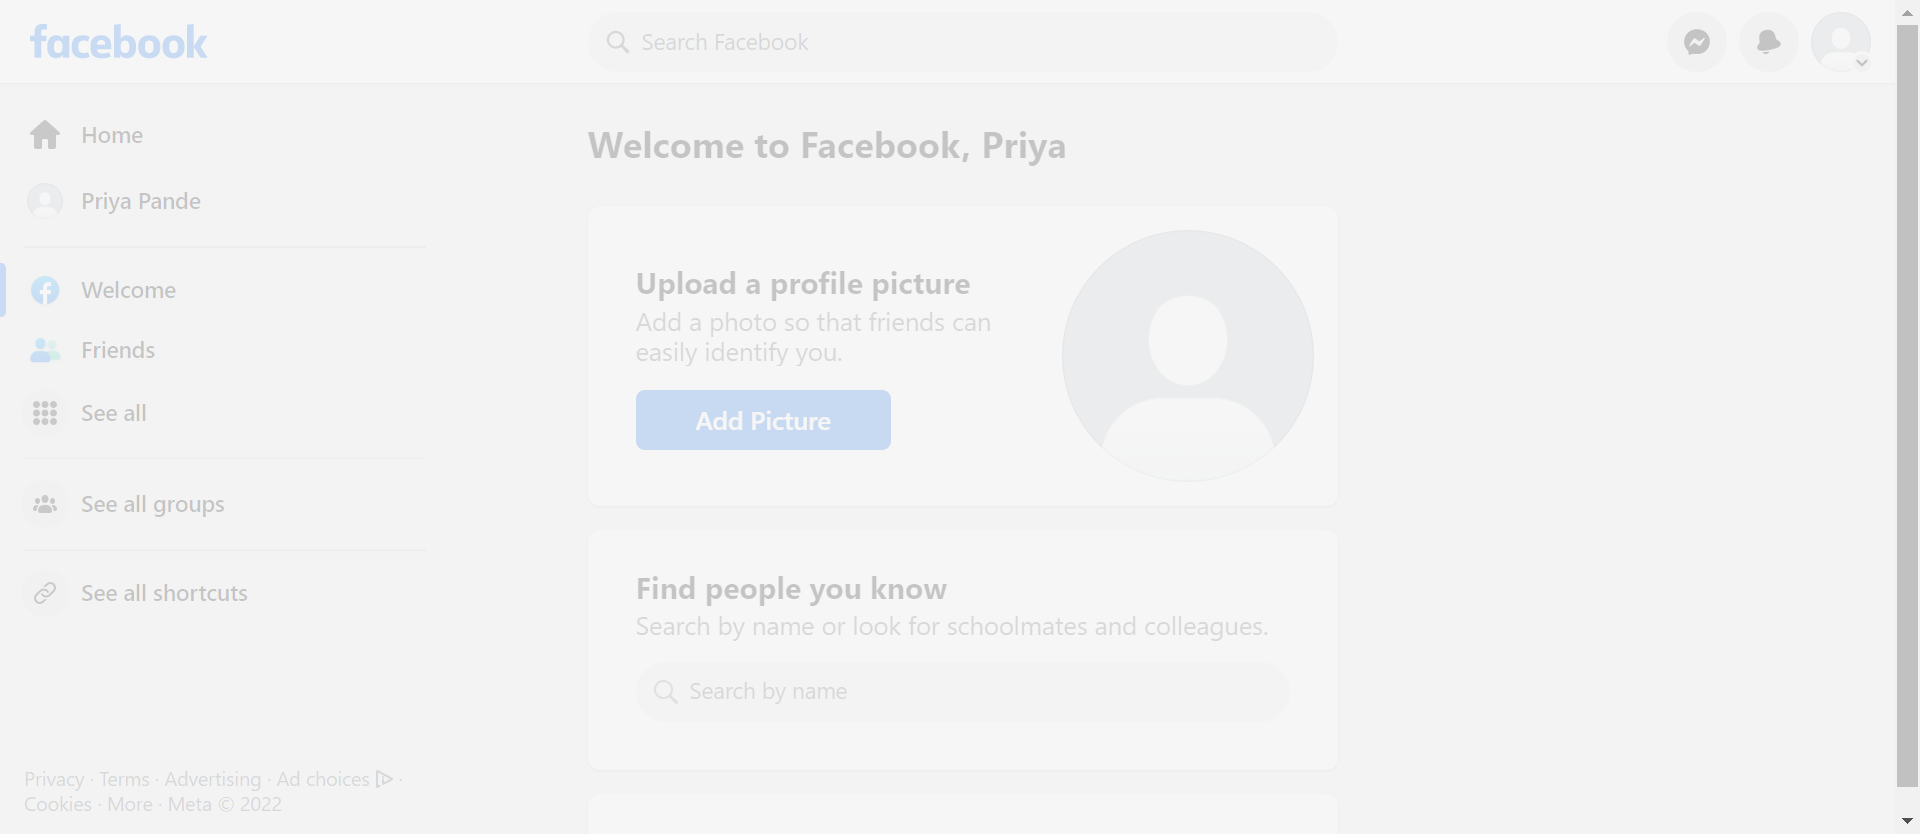 facebook
Search Facebook
Home
Priya Pande
Welcome
Friends
See all
See all groups
See all shortcuts
Privacy · Terms · Advertising · Ad choices ·
Cookies · More · Meta © 2022
Welcome to Facebook, Priya
Upload a profile picture
Add a photo so that friends can
easily identify you.
Add Picture
Find people you know
Search by name or look for schoolmates and colleagues.
Search by name